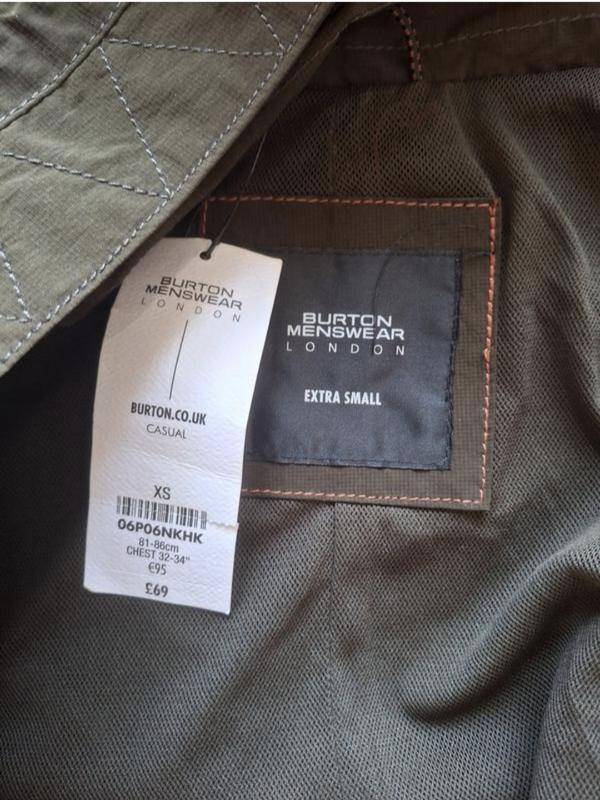 BURTON
MENSWEAR
LONDON
BURTON.CO.UK
CASUAL
XS
06P06NKHK
81-86cm
CHEST 32-34"
€95
£69
BURTON
MENSWEAR
LONDON
EXTRA SMALL